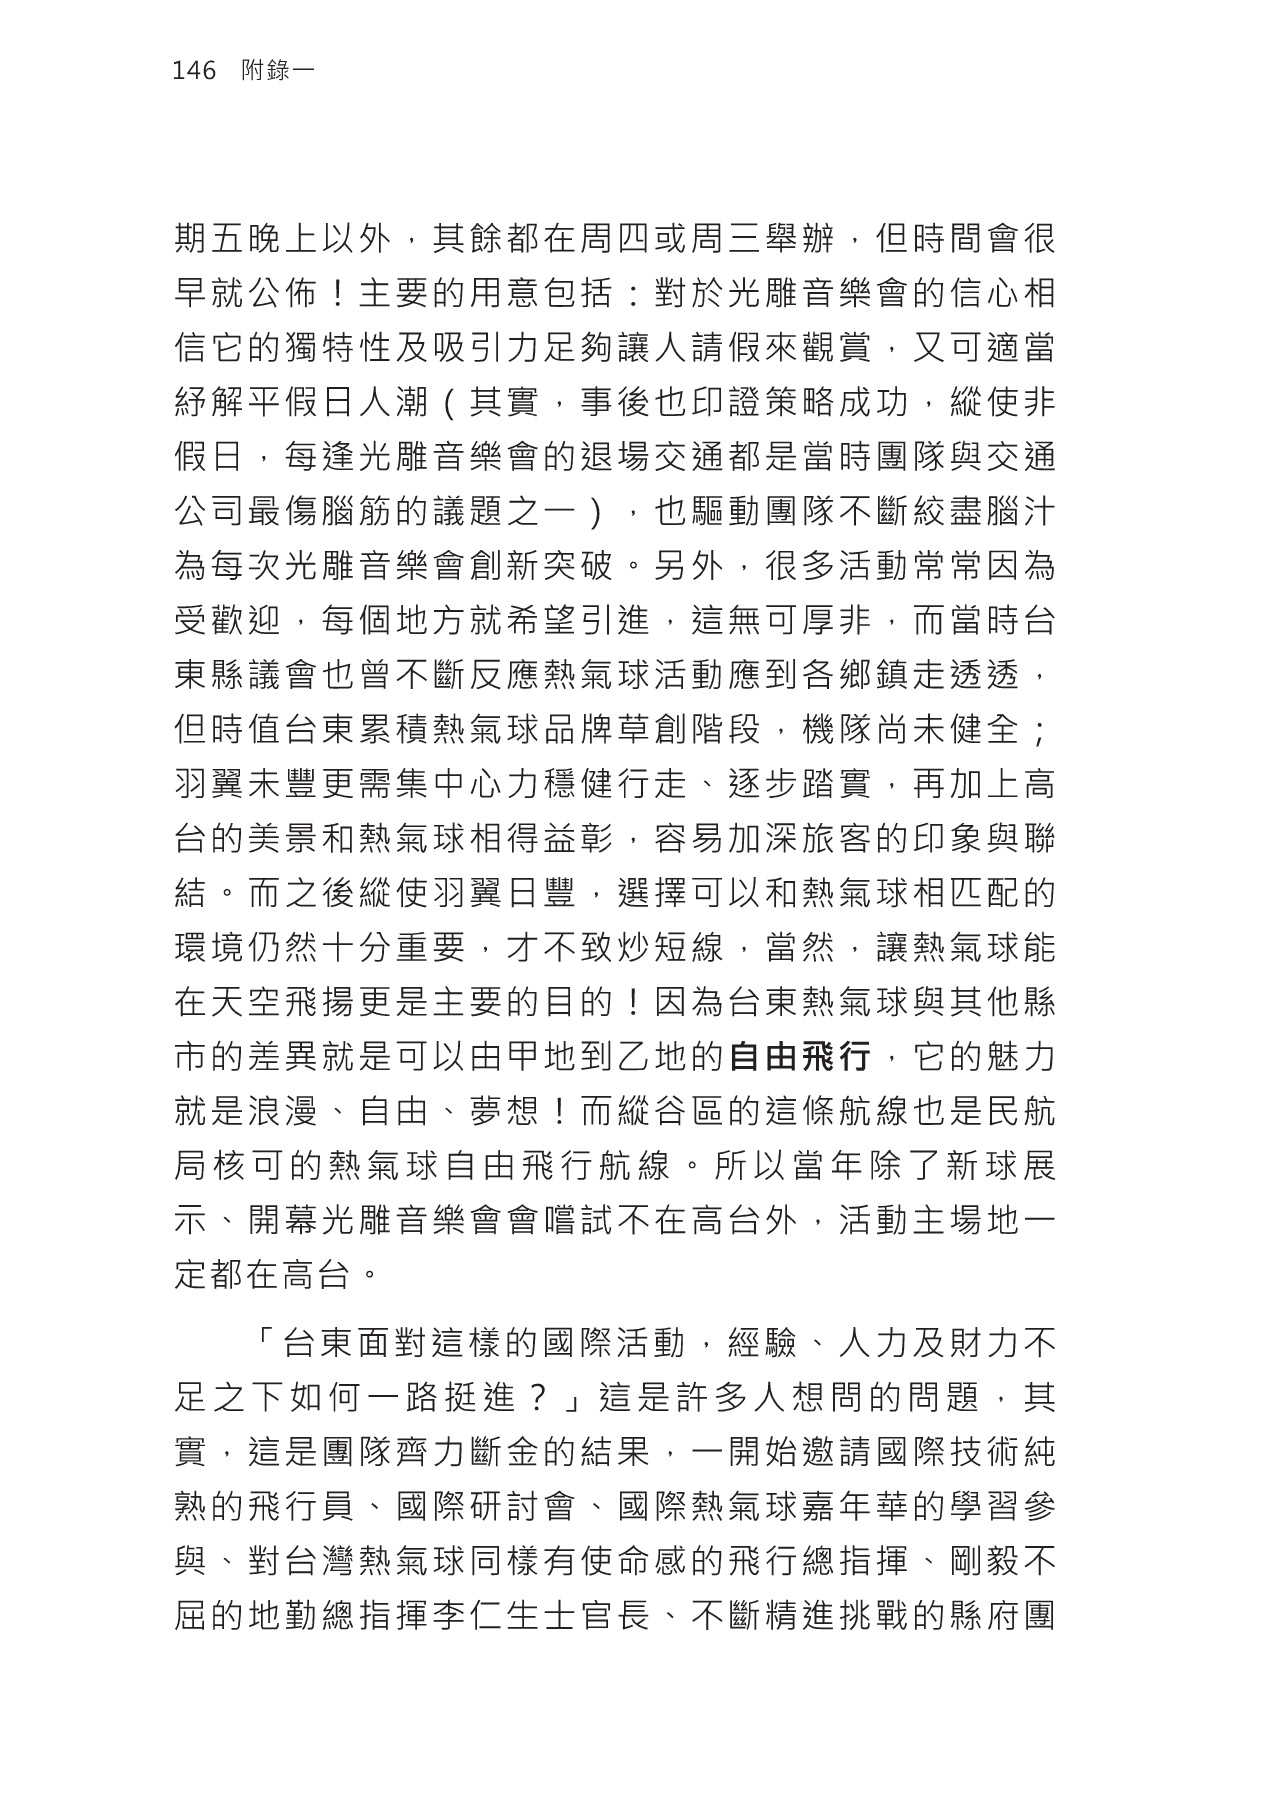 146 附錄一
期五晚上以外，其餘都在周四或周三舉辦，但時間會很
早就公佈！主要的用意包括：對於光雕音樂會的信心相
信它的獨特性及吸引力足夠讓人請假來觀賞，又可適當
紓解平假日人潮（其實，事後也印證策略成功，縱使非
假日，每逢光雕音樂會的退場交通都是當時團隊與交通
公司最傷腦筋的議題之一），也驅動團隊不斷絞盡腦汁
為每次光雕音樂會創新突破。另外，很多活動常常因為
受歡迎，每個地方就希望引進，這無可厚非，而當時台
東縣議會也曾不斷反應熱氣球活動應到各鄉鎮走透透，
但時值台東累積熱氣球品牌草創階段，機隊尚未健全；
羽翼未豐更需集中心力穩健行走、逐步踏實，再加上高
台的美景和熱氣球相得益彰，容易加深旅客的印象與聯
結。而之後縱使羽翼日豐，選擇可以和熱氣球相匹配的
環境仍然十分重要，才不致炒短線，當然，讓熱氣球能
在天空飛揚更是主要的目的！因為台東熱氣球與其他縣
市的差異就是可以由甲地到乙地的自由飛行，它的魅力
就是浪漫、自由、夢想！而縱谷區的這條航線也是民航
局核可的熱氣球自由飛行航線。所以當年除了新球展
示、開幕光雕音樂會會嚐試不在高台外，活動主場地一
定都在高台。
「台東面對這樣的國際活動，經驗、人力及財力不
足之下如何一路挺進？」這是許多人想問的問題，其
實，這是團隊齊力斷金的結果，一開始邀請國際技術純
熟的飛行員、國際研討會、國際熱氣球嘉年華的學習參
與、對台灣熱氣球同樣有使命感的飛行總指揮、剛毅不
屈的地勤總指揮李仁生士官長、不斷精進挑戰的縣府團